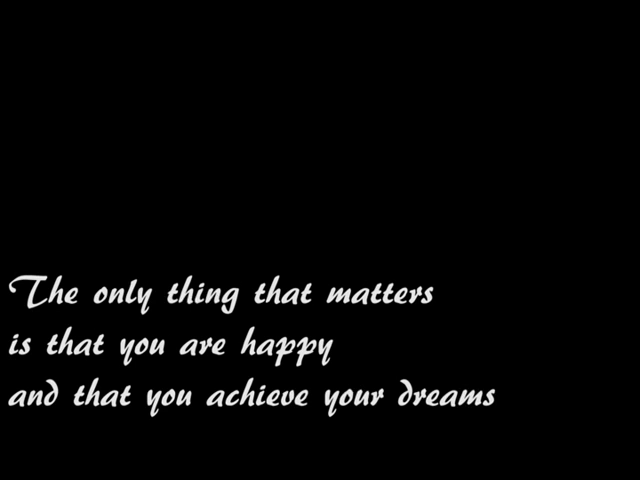 The only thing that matters
is that you are happy
and that you achieve your dreams